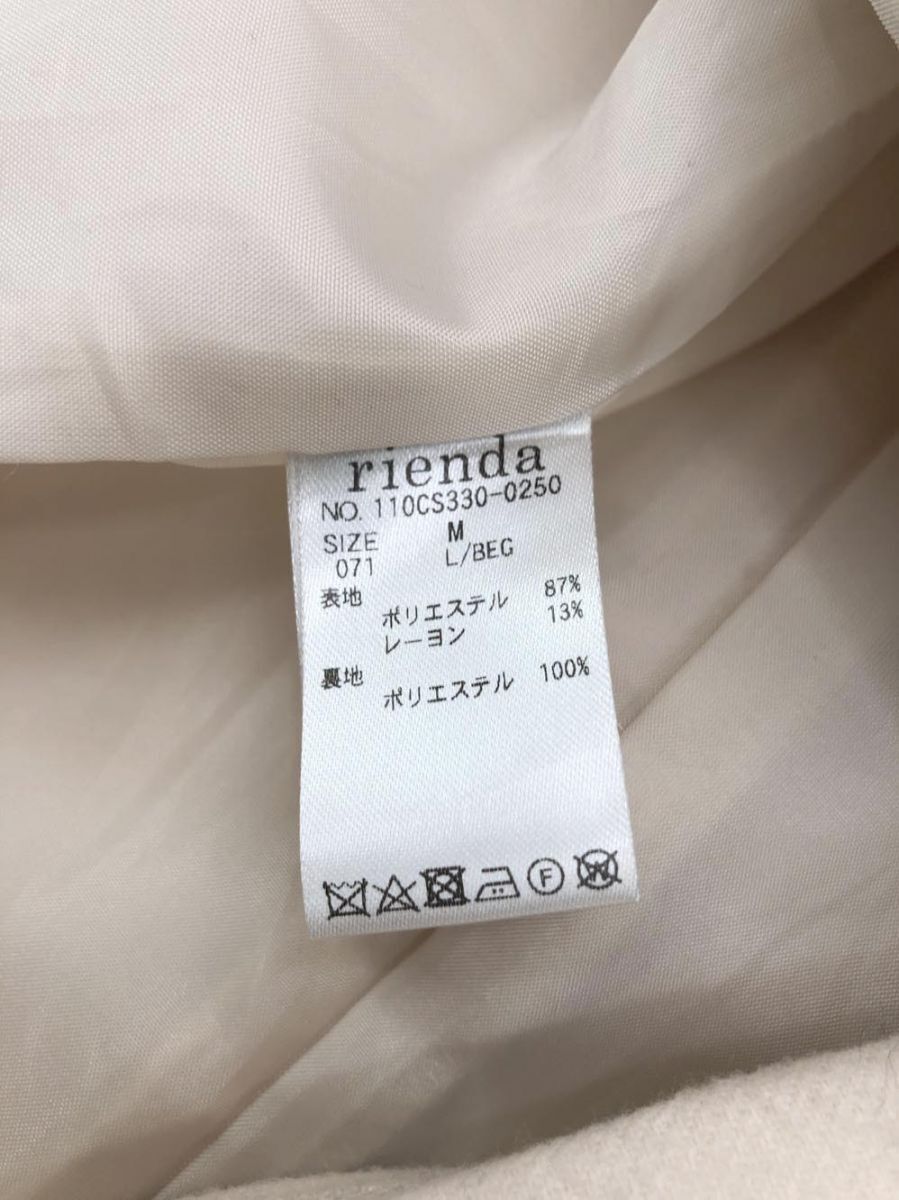 rienda
NO. 110CS330-0250
SIZE M
071 L/BEG
表地
ポリエステル 87%
レーヨン 13%
裏地
ポリエステル 100%
F
W